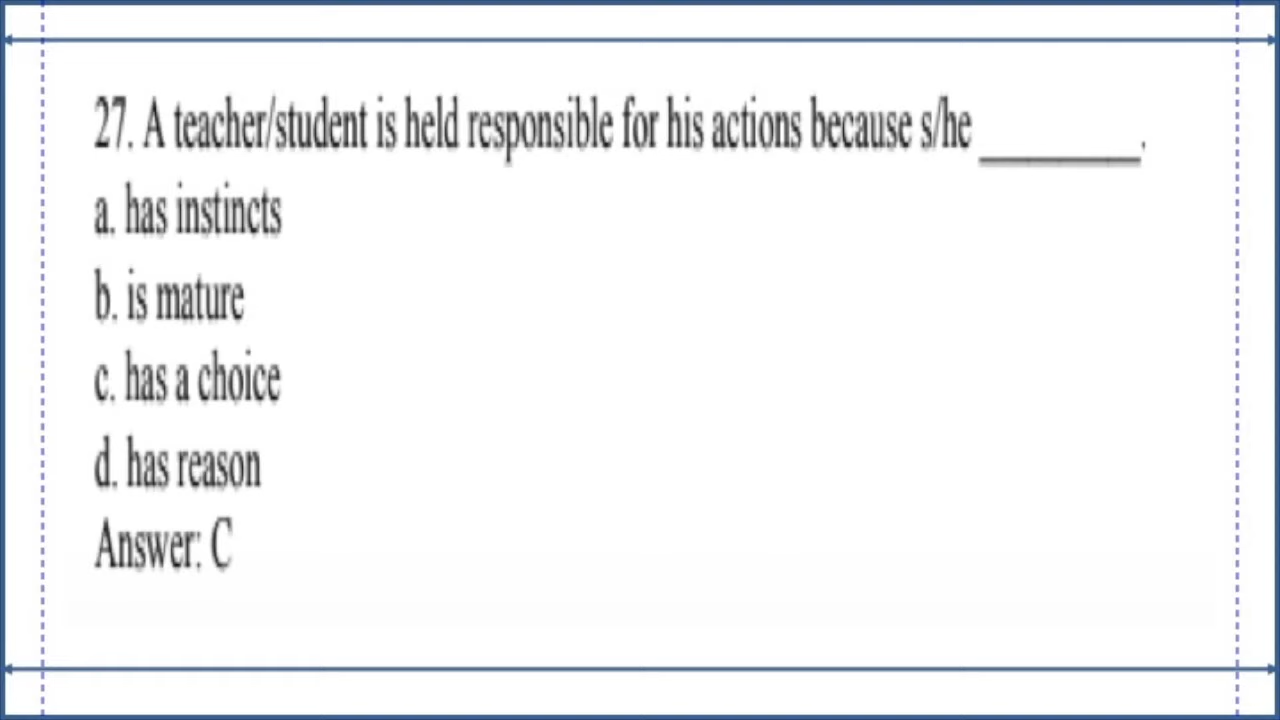 27. A teacher/student is held responsible for his actions because s/he ________.
a. has instincts
b. is mature
c. has a choice
d. has reason
Answer: C